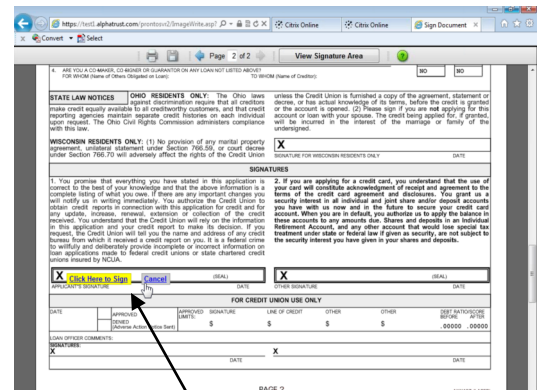 https://test1.alphatrust.com/prontosn2/ImageWrite.asp?
Citrix Online
Citrix Online
Sign Document
Convert
Select
Page 2 of 2
View Signature Area
4. ARE YOU A CO-MAKER, CO-SIGNER OR GUARANTOR ON ANY LOAN NOT LISTED ABOVE?
FOR WHOM (Name of Others Obligated on Loan): TO WHOM (Name of Creditor):
NO NO
STATE LAW NOTICES
OHIO RESIDENTS ONLY: The Ohio laws
against discrimination require that all creditors
make credit equally available to all creditworthy customers, and that credit
reporting agencies maintain separate credit histories on each individual
upon request. The Ohio Civil Rights Commission administers compliance
with this law.
WISCONSIN RESIDENTS ONLY: (1) No provision of any marital property
agreement, unilateral statement under Section 766.59, or court decree
under Section 766.70 will adversely affect the rights of the Credit Union
unless the Credit Union is furnished a copy of the agreement, statement or
decree, or has actual knowledge of its terms, before the credit is granted
or the account is opened. (2) Please sign if you are not applying for this
account or loan with your spouse. The credit being applied for, if granted,
will be incurred in the interest of the marriage or family of the
undersigned.
X
SIGNATURE FOR WISCONSIN RESIDENTS ONLY DATE
SIGNATURES
1. You promise that everything you have stated in this application is
correct to the best of your knowledge and that the above information is a
complete listing of what you owe. If there are any important changes you
will notify us in writing immediately. You authorize the Credit Union to
obtain credit reports in connection with this application for credit and for
any update, increase, renewal, extension or collection of the credit
received. You understand that the Credit Union will rely on the information
in this application and your credit report to make its decision. If you
request, the Credit Union will tell you the name and address of any credit
bureau from which it received a credit report on you. It is a federal crime
to willfully and deliberately provide incomplete or incorrect information on
loan applications made to federal credit unions or state chartered credit
unions insured by NCUA.
2. If you are applying for a credit card, you understand that the use of
your card will constitute acknowledgment of receipt and agreement to the
terms of the credit card agreement and disclosures. You grant us a
security interest in all individual and joint share and/or deposit accounts
you have with us now and in the future to secure your credit card
account. When you are in default, you authorize us to apply the balance in
these accounts to any amounts due. Shares and deposits in an Individual
Retirement Account, and any other account that would lose special tax
treatment under state or federal law if given as security, are not subject to
the security interest you have given in your shares and deposits.
X Click Here to Sign Cancel (SEAL)
APPLICANT'S SIGNATURE DATE
X (SEAL)
OTHER SIGNATURE DATE
FOR CREDIT UNION USE ONLY
DATE APPROVED APPROVED LIMITS: SIGNATURE LINE OF CREDIT OTHER OTHER DEBT RATIO/SCORE
BEFORE AFTER
DENIED $ $ $ $ .00000 .00000
(Adverse Action Notice Sent)
LOAN OFFICER COMMENTS:
SIGNATURES:
X X
DATE DATE
PAGE 2